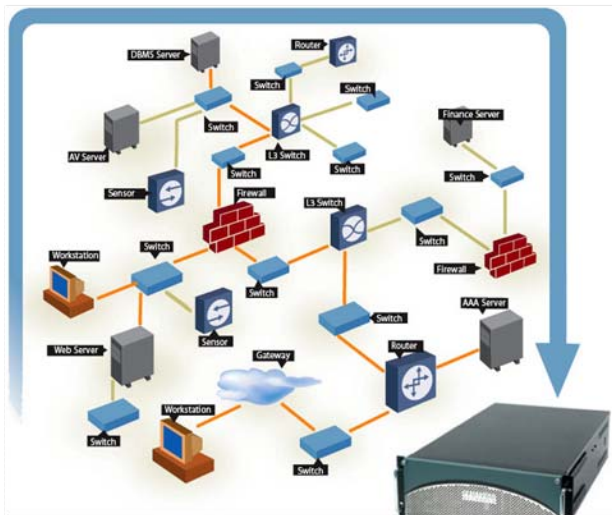 DBMS Server
Router
Switch
Switch
Finance Server
Switch
AV Server
L3 Switch
Switch
Switch
Switch
Sensor
Firewall
L3 Switch
Switch
Switch
Workstation
Switch
Firewall
AAA Server
Switch
Web Server
Sensor
Gateway
Router
Workstation
Switch
Switch